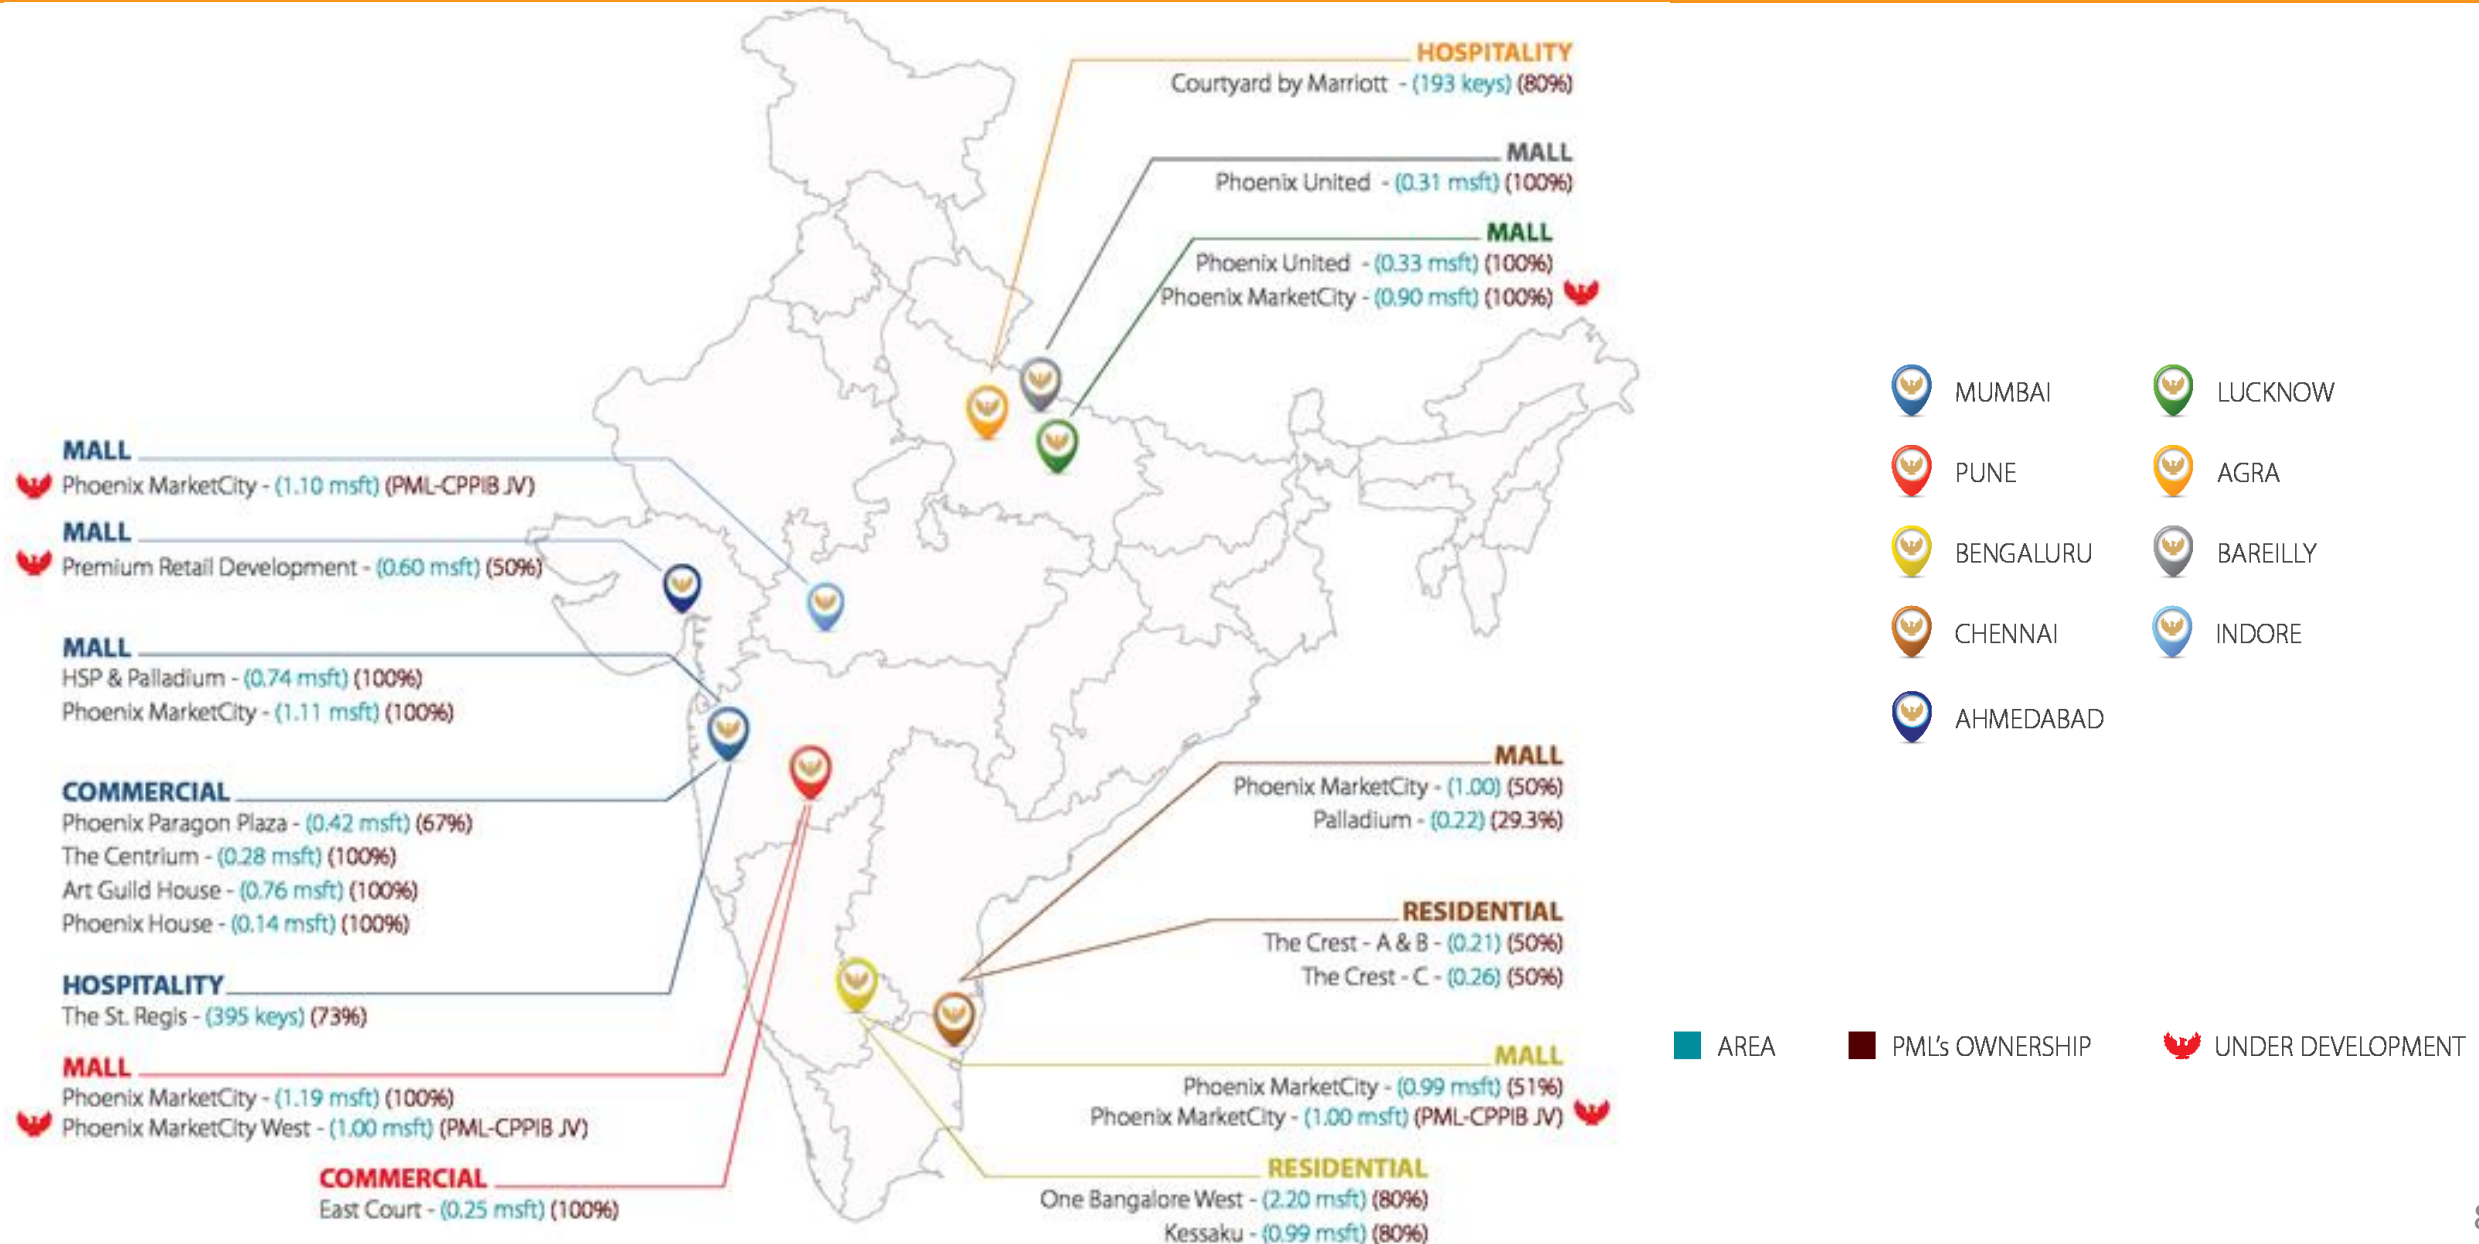 HOSPITALITY
Courtyard by Marriott - (193 keys) (80%)
MALL
Phoenix United - (0.31 msft) (100%)
MALL
Phoenix United - (0.33 msft) (100%)
Phoenix MarketCity - (0.90 msft) (100%)
MALL
Phoenix MarketCity - (1.10 msft) (PML-CPPIB JV)
MALL
Premium Retail Development - (0.60 msft) (50%)
MALL
HSP & Palladium - (0.74 msft) (100%)
Phoenix MarketCity - (1.11 msft) (100%)
COMMERCIAL
Phoenix Paragon Plaza - (0.42 msft) (67%)
The Centrium - (0.28 msft) (100%)
Art Guild House - (0.76 msft) (100%)
Phoenix House - (0.14 msft) (100%)
HOSPITALITY
The St. Regis - (395 keys) (73%)
MALL
Phoenix MarketCity - (1.19 msft) (100%)
Phoenix MarketCity West - (1.00 msft) (PML-CPPIB JV)
COMMERCIAL
East Court - (0.25 msft) (100%)
MALL
Phoenix MarketCity - (1.00) (50%)
Palladium - (0.22) (29.3%)
RESIDENTIAL
The Crest - A & B - (0.21) (50%)
The Crest - C - (0.26) (50%)
MALL
Phoenix MarketCity - (0.99 msft) (51%)
Phoenix MarketCity - (1.00 msft) (PML-CPPIB JV)
RESIDENTIAL
One Bangalore West - (2.20 msft) (80%)
Kessaku - (0.99 msft) (80%)
MUMBAI
LUCKNOW
PUNE
AGRA
BENGALURU
BAREILLY
CHENNAI
INDORE
AHMEDABAD
AREA
PML's OWNERSHIP
UNDER DEVELOPMENT
8